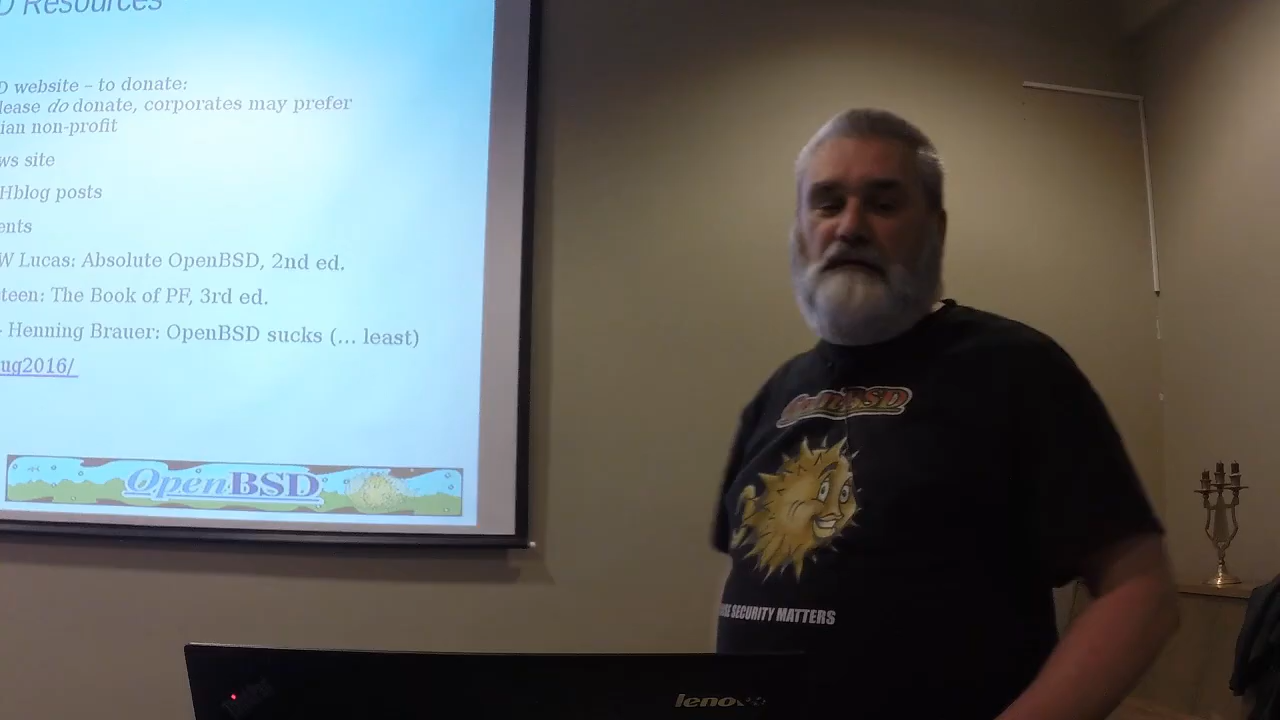 D Resources
D website – to donate:
lease do donate, corporates may prefer
ian non-profit
ws site
Hblog posts
ents
W Lucas: Absolute OpenBSD, 2nd ed.
teen: The Book of PF, 3rd ed.
- Henning Brauer: OpenBSD sucks (... least)
ug2016/
OpenBSD
OpenBSD
SECURITY MATTERS
lenovo